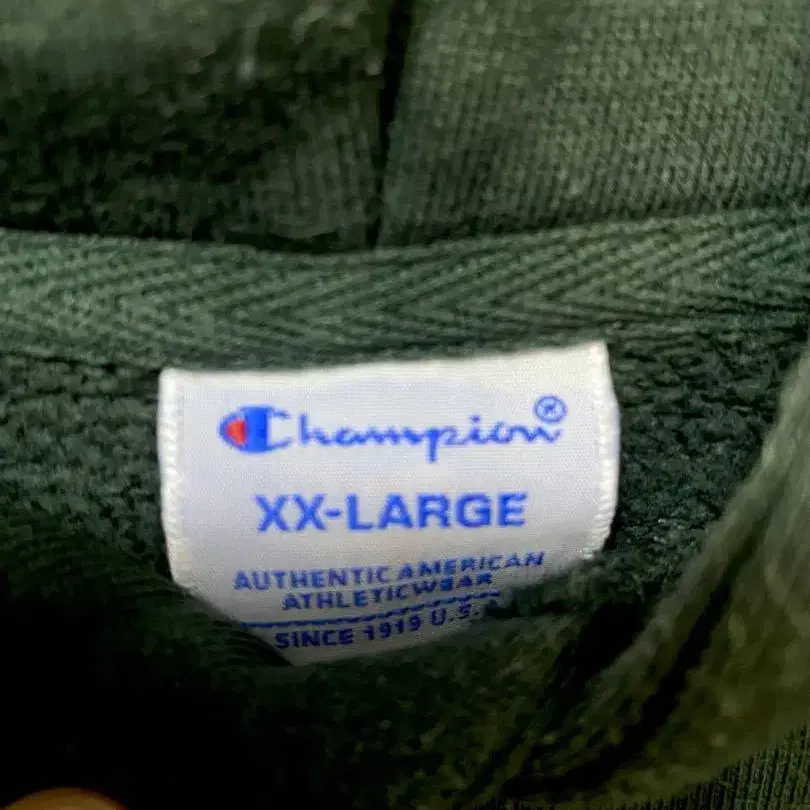 Champion®
XX-LARGE
AUTHENTIC AMERICAN
ATHLETICWEAR
SINCE 1919 U.S.